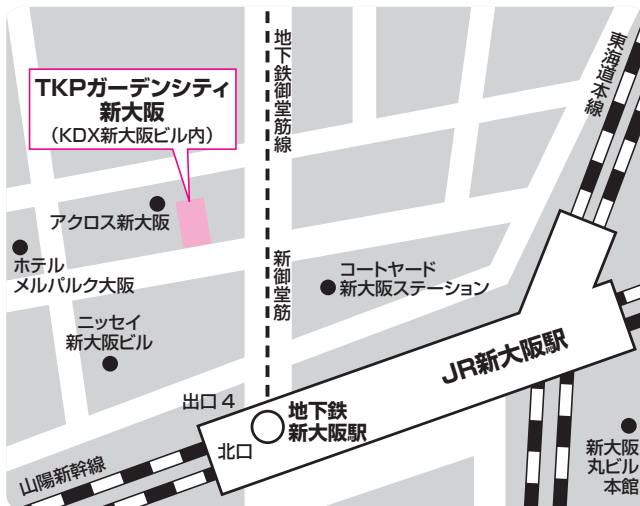 TKPガーデンシティ
新大阪
（KDX新大阪ビル内）
地下鉄御堂筋線
東海道本線
アクロス新大阪
ホテル
メルパルク大阪
新御堂筋
コートヤード
新大阪ステーション
ニッセイ
新大阪ビル
JR新大阪駅
出口4
地下鉄
新大阪駅
北口
山陽新幹線
新大阪
丸ビル
本館